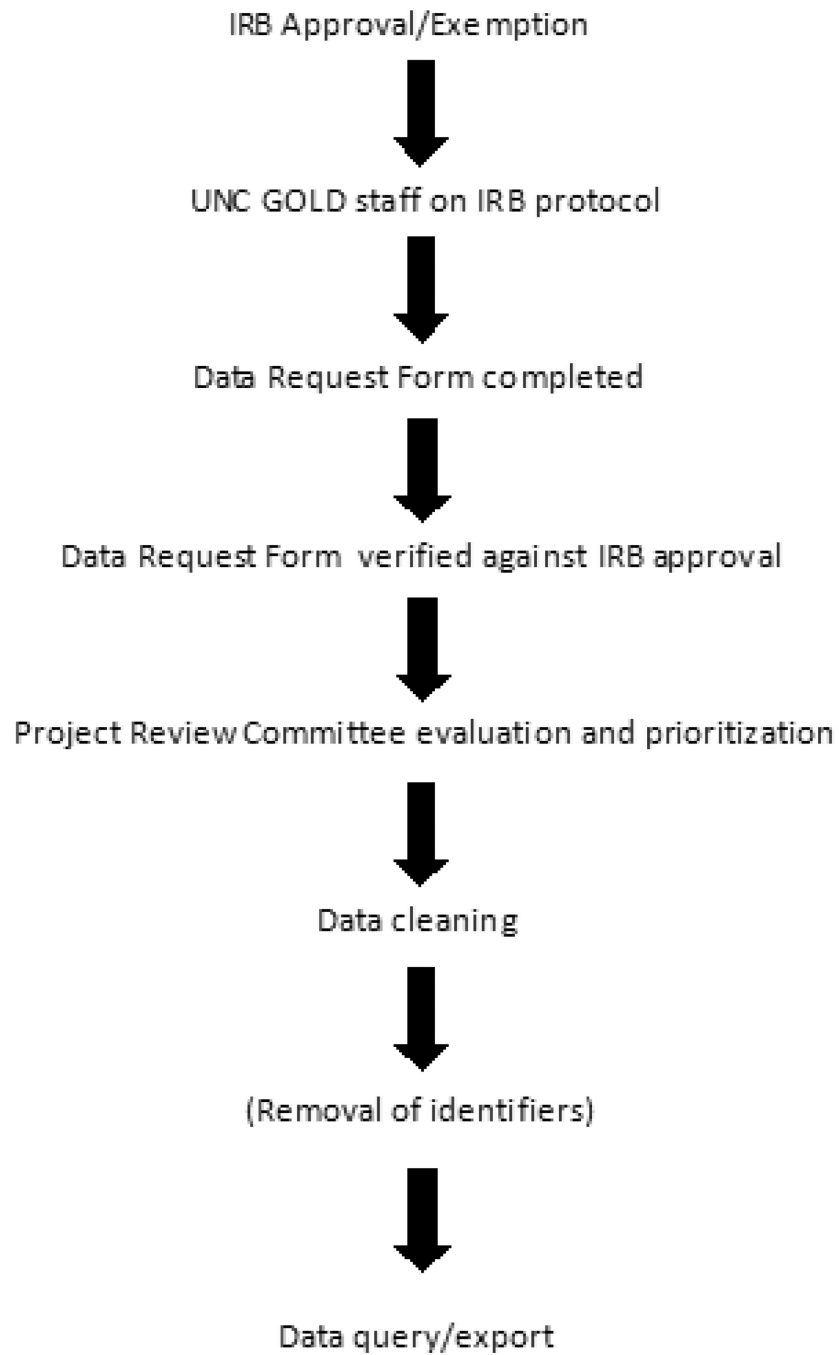 IRB Approval/Exemption
UNC GOLD staff on IRB protocol
Data Request Form completed
Data Request Form verified against IRB approval
Project Review Committee evaluation and prioritization
Data cleaning
(Removal of identifiers)
Data query/export